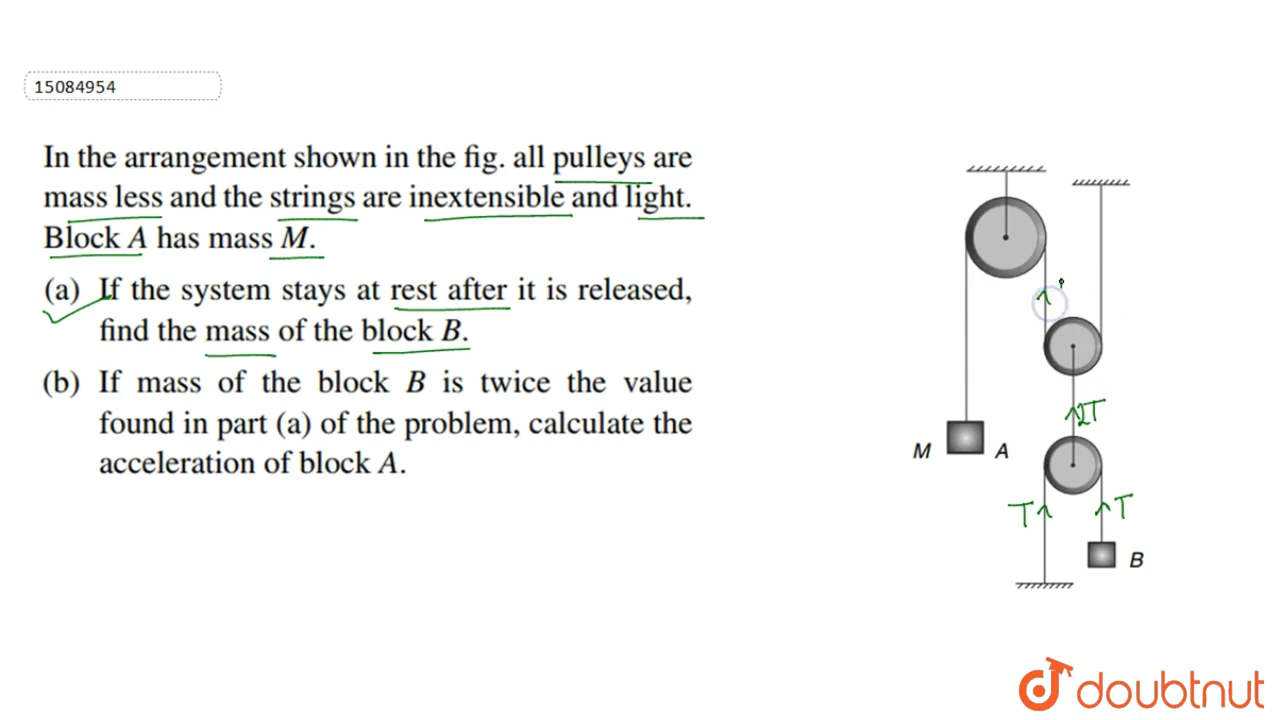 15084954
In the arrangement shown in the fig. all pulleys are
mass less and the strings are inextensible and light.
Block A has mass M.
(a) If the system stays at rest after it is released,
find the mass of the block B.
(b) If mass of the block B is twice the value
found in part (a) of the problem, calculate the
acceleration of block A.
2T
M
A
T
T
B
doubtnut